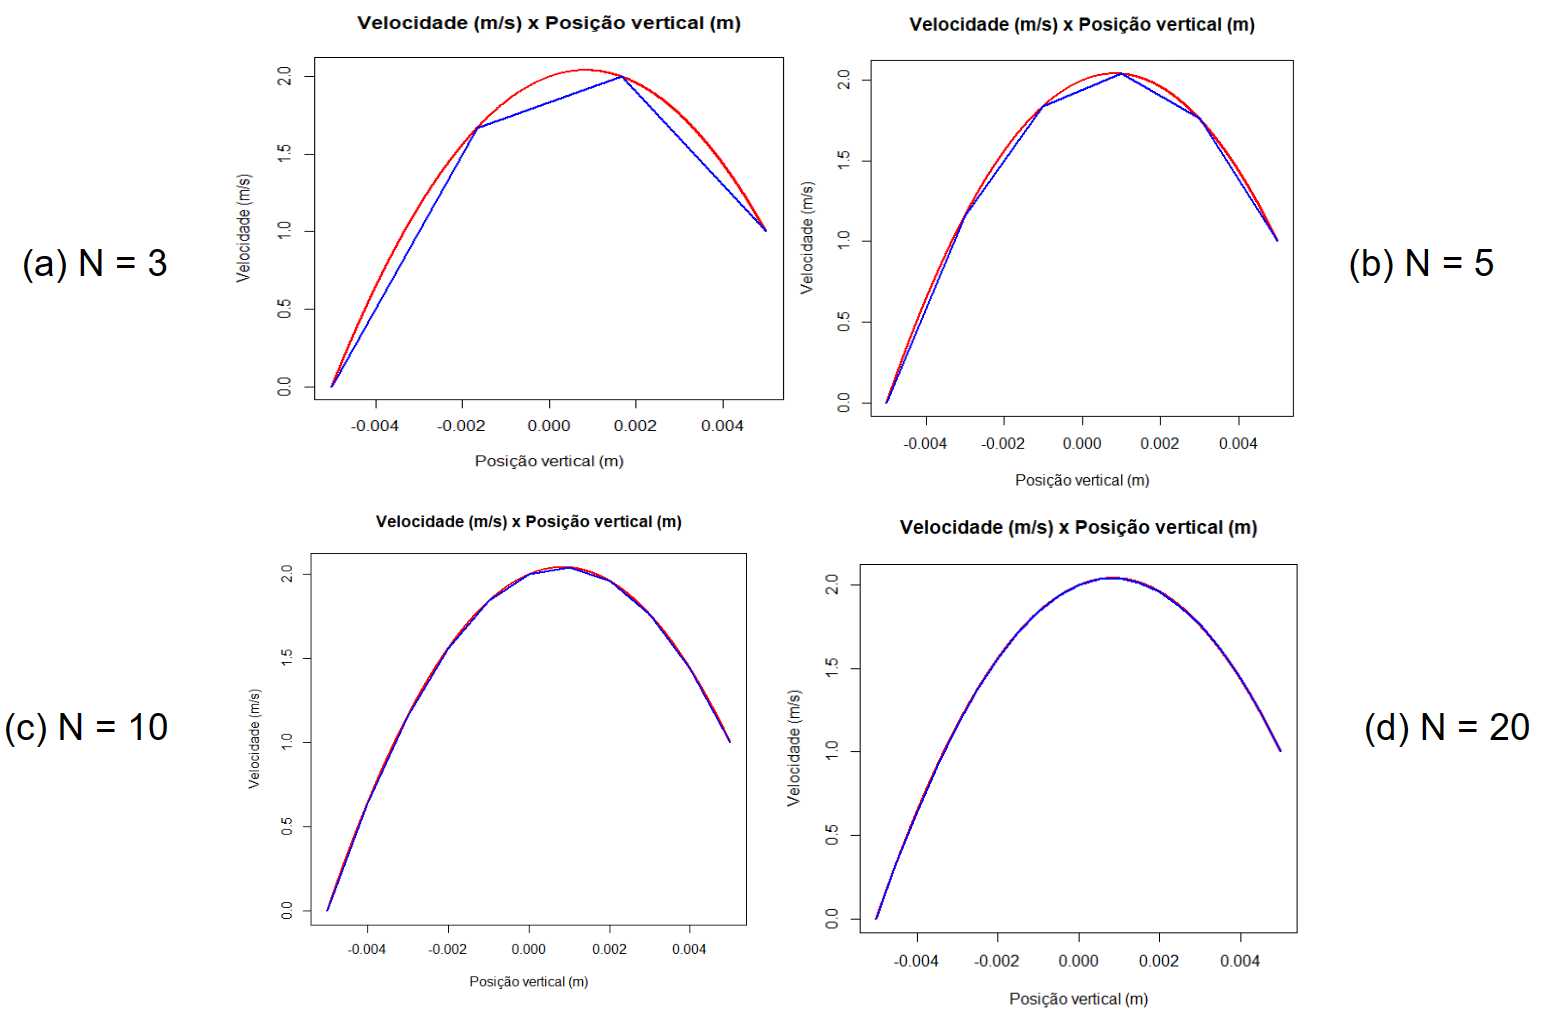 Velocidade (m/s) x Posição vertical (m)
2.0
1.5
1.0
0.5
0.0
Velocidade (m/s)
-0.004 -0.002 0.000 0.002 0.004
Posição vertical (m)
(a) N = 3
Velocidade (m/s) x Posição vertical (m)
2.0
1.5
1.0
0.5
0.0
Velocidade (m/s)
-0.004 -0.002 0.000 0.002 0.004
Posição vertical (m)
(b) N = 5
Velocidade (m/s) x Posição vertical (m)
2.0
1.5
1.0
0.5
0.0
Velocidade (m/s)
-0.004 -0.002 0.000 0.002 0.004
Posição vertical (m)
(c) N = 10
Velocidade (m/s) x Posição vertical (m)
2.0
1.5
1.0
0.5
0.0
Velocidade (m/s)
-0.004 -0.002 0.000 0.002 0.004
Posição vertical (m)
(d) N = 20